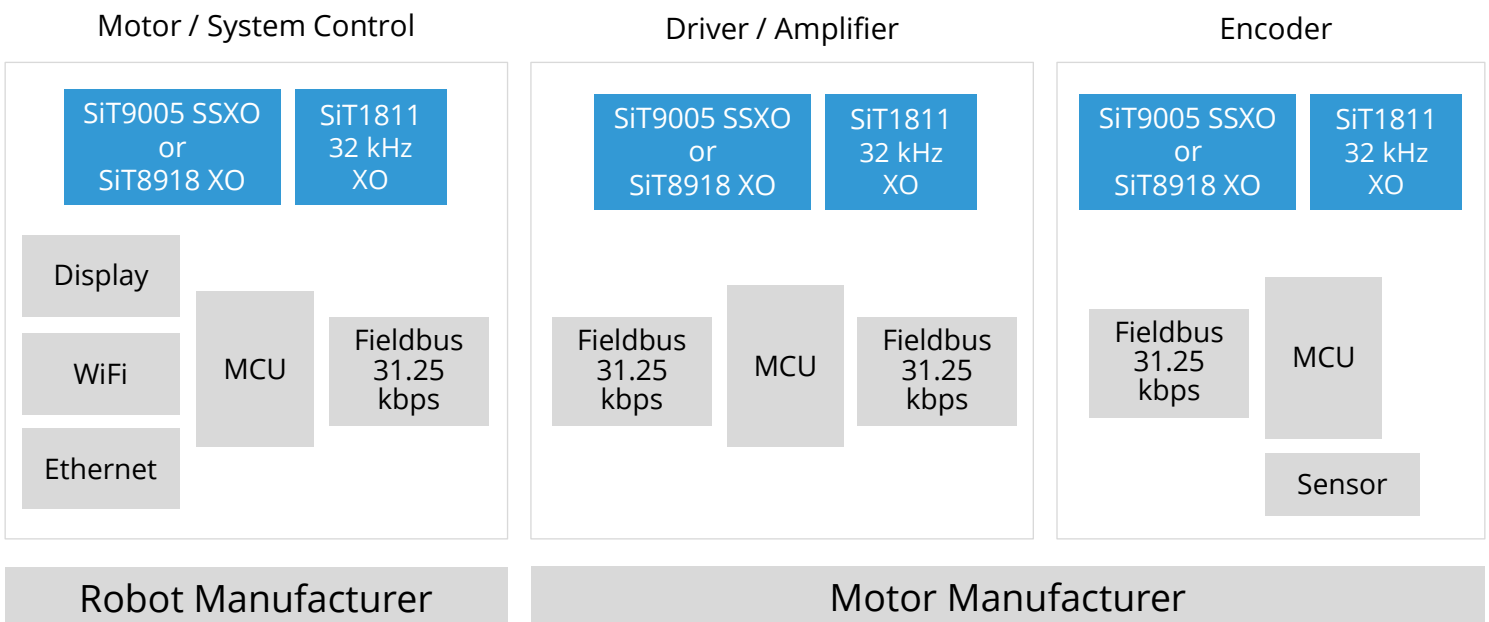 Motor / System Control
SiT9005 SSXO
or
SiT8918 XO
SiT1811
32 kHz
XO
Display
WiFi
Ethernet
MCU
Fieldbus
31.25
kbps
Robot Manufacturer
Driver / Amplifier
SiT9005 SSXO
or
SiT8918 XO
SiT1811
32 kHz
XO
Fieldbus
31.25
kbps
MCU
Fieldbus
31.25
kbps
Encoder
SiT9005 SSXO
or
SiT8918 XO
SiT1811
32 kHz
XO
Fieldbus
31.25
kbps
MCU
Sensor
Motor Manufacturer